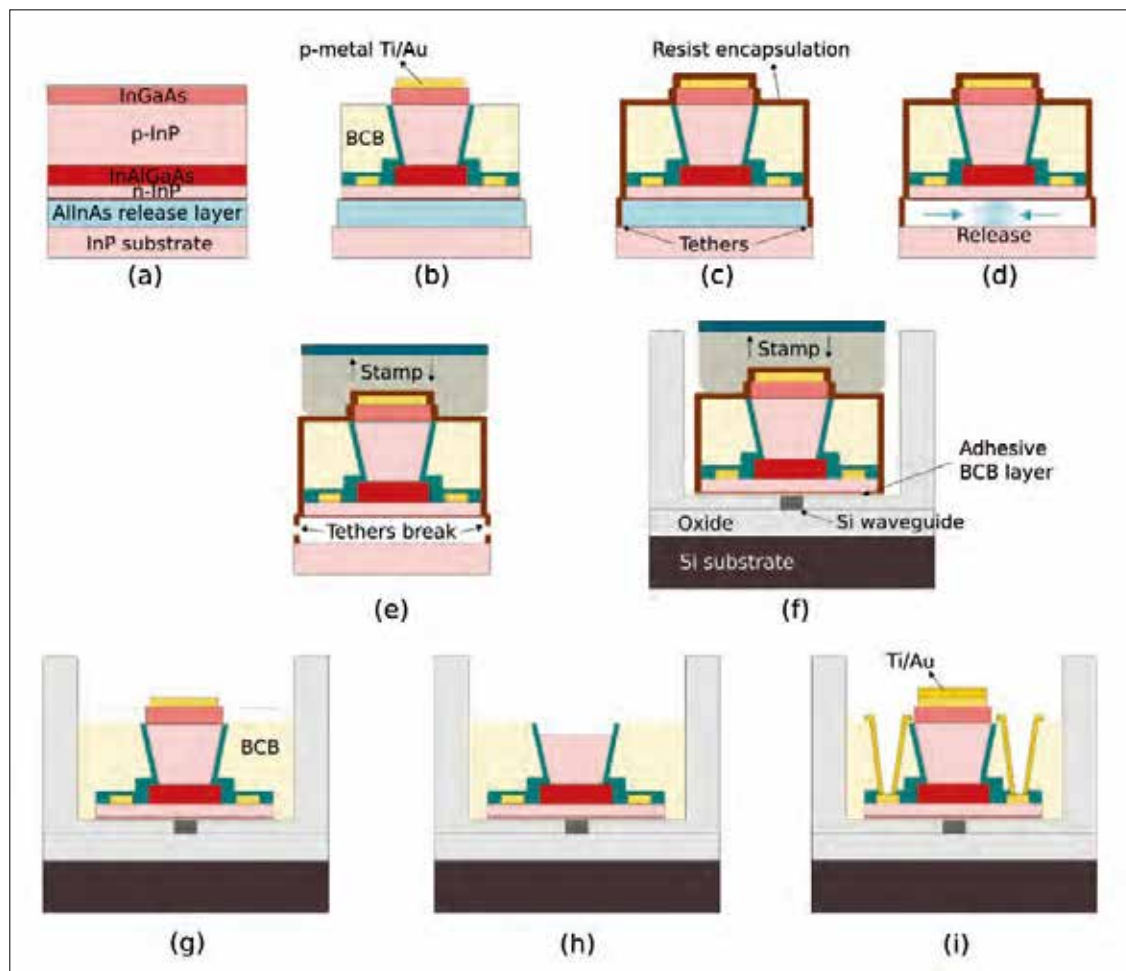 p-metal Ti/Au
Resist encapsulation
InGaAs
p-InP
InAlGaAs
n-InP
AlInAs release layer
InP substrate
BCB
Tethers
Release
(a)
(b)
(c)
(d)
Stamp
Tethers break
Stamp
Adhesive
BCB layer
Oxide
Si waveguide
Si substrate
(e)
(f)
Ti/Au
BCB
(g)
(h)
(i)